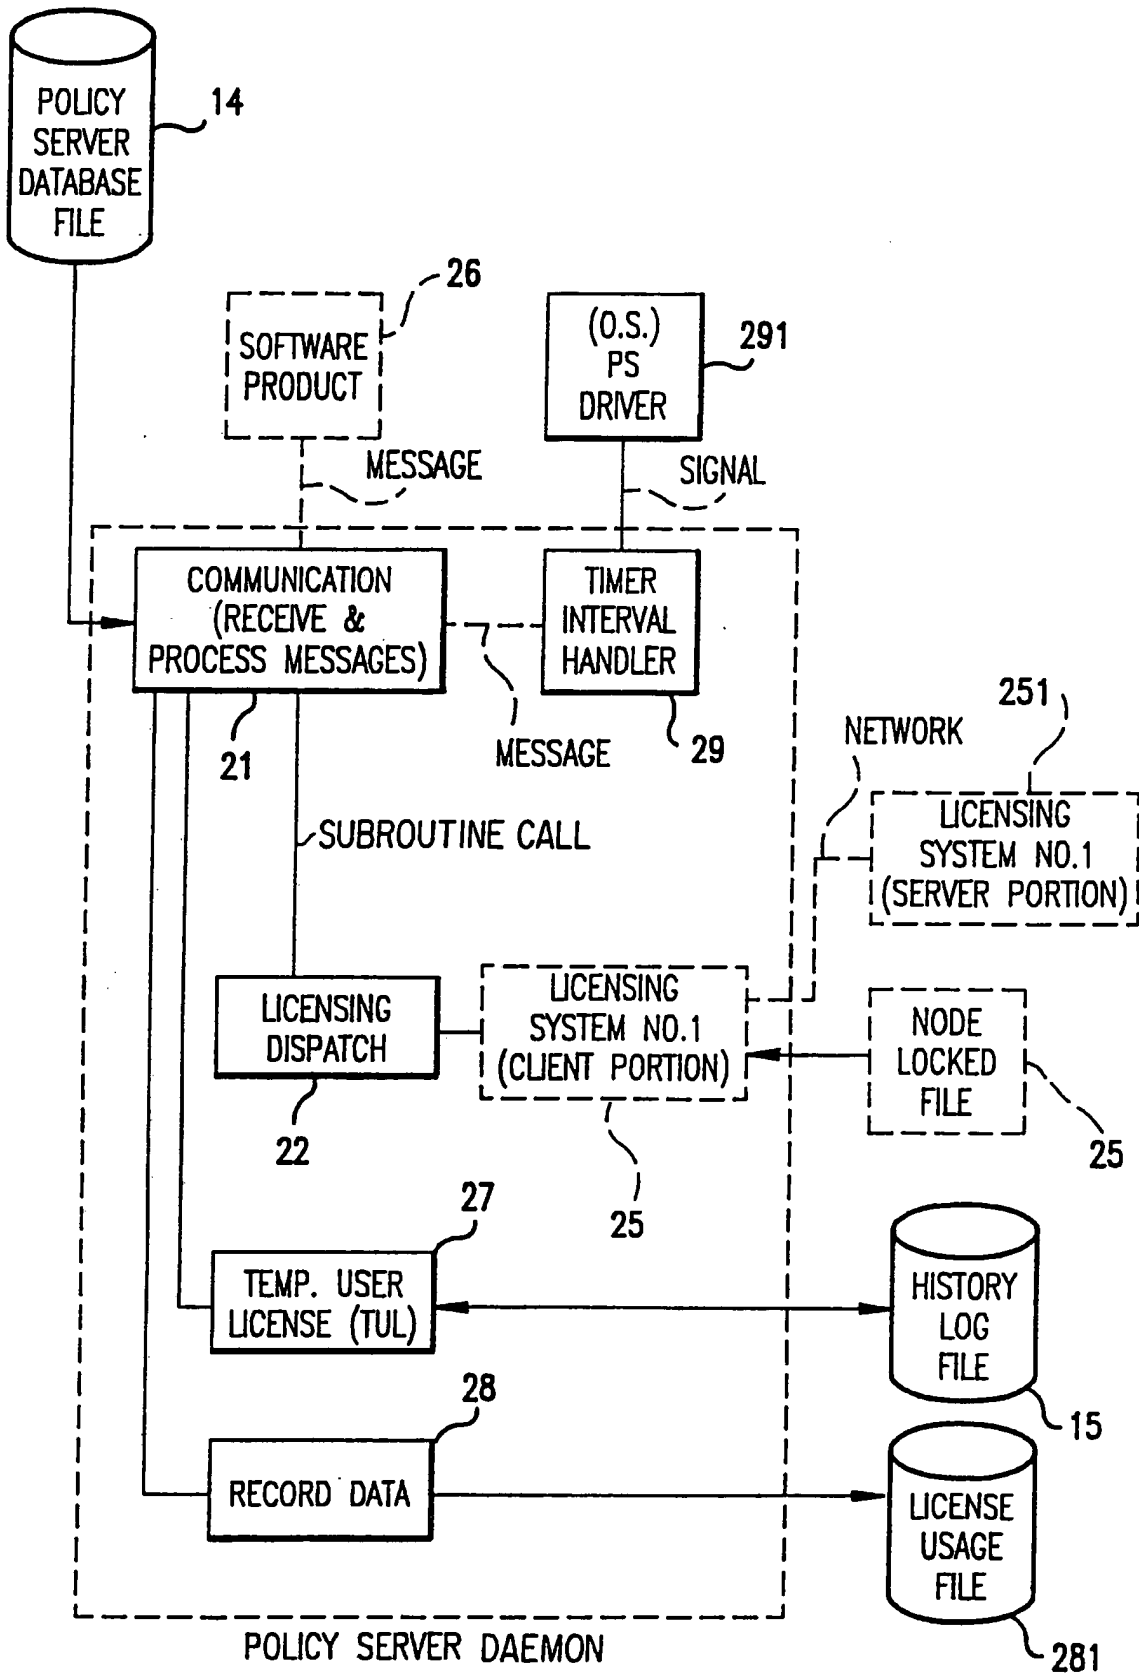 POLICY
SERVER
DATABASE
FILE
14
SOFTWARE
PRODUCT
26
(O.S.)
PS
DRIVER
291
MESSAGE
SIGNAL
COMMUNICATION
(RECEIVE &
PROCESS MESSAGES)
21
TIMER
INTERVAL
HANDLER
29
MESSAGE
SUBROUTINE CALL
NETWORK
251
LICENSING
SYSTEM NO.1
(SERVER PORTION)
LICENSING
DISPATCH
22
LICENSING
SYSTEM NO.1
(CLIENT PORTION)
25
NODE
LOCKED
FILE
25
TEMP. USER
LICENSE (TUL)
27
HISTORY
LOG
FILE
15
RECORD DATA
28
LICENSE
USAGE
FILE
281
POLICY SERVER DAEMON